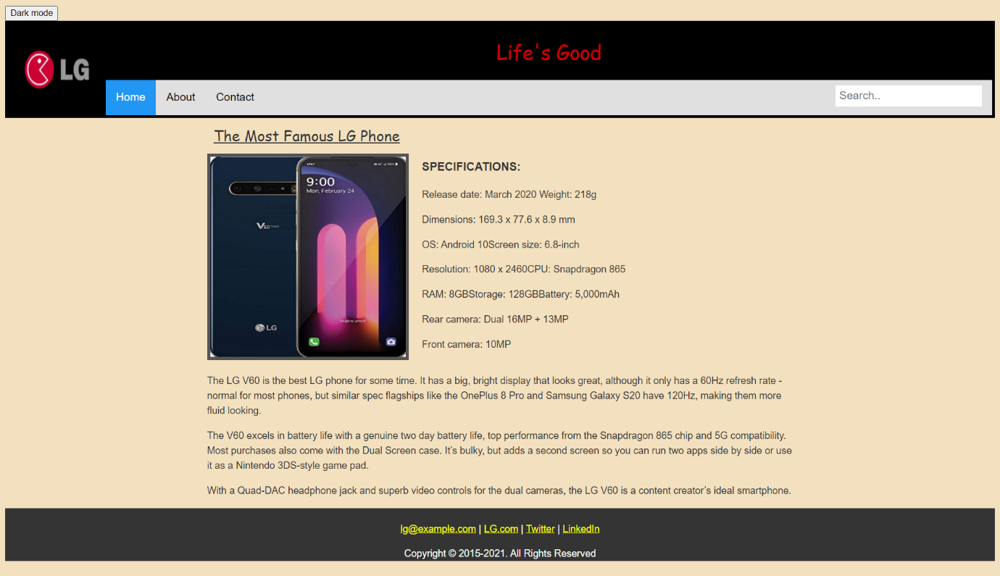 Dark mode
Life's Good
LG
Home About Contact Search..
The Most Famous LG Phone
AT&T
9:00
Mon, February 24
V60 ThinQ
LG
Swipe to unlock
SPECIFICATIONS:
Release date: March 2020 Weight: 218g
Dimensions: 169.3 x 77.6 x 8.9 mm
OS: Android 10Screen size: 6.8-inch
Resolution: 1080 x 2460CPU: Snapdragon 865
RAM: 8GBStorage: 128GBBattery: 5,000mAh
Rear camera: Dual 16MP + 13MP
Front camera: 10MP
The LG V60 is the best LG phone for some time. It has a big, bright display that looks great, although it only has a 60Hz refresh rate -
normal for most phones, but similar spec flagships like the OnePlus 8 Pro and Samsung Galaxy S20 have 120Hz, making them more
fluid looking.
The V60 excels in battery life with a genuine two day battery life, top performance from the Snapdragon 865 chip and 5G compatibility.
Most purchases also come with the Dual Screen case. It’s bulky, but adds a second screen so you can run two apps side by side or use
it as a Nintendo 3DS-style game pad.
With a Quad-DAC headphone jack and superb video controls for the dual cameras, the LG V60 is a content creator’s ideal smartphone.
lg@example.com | LG.com | Twitter | LinkedIn
Copyright © 2015-2021. All Rights Reserved